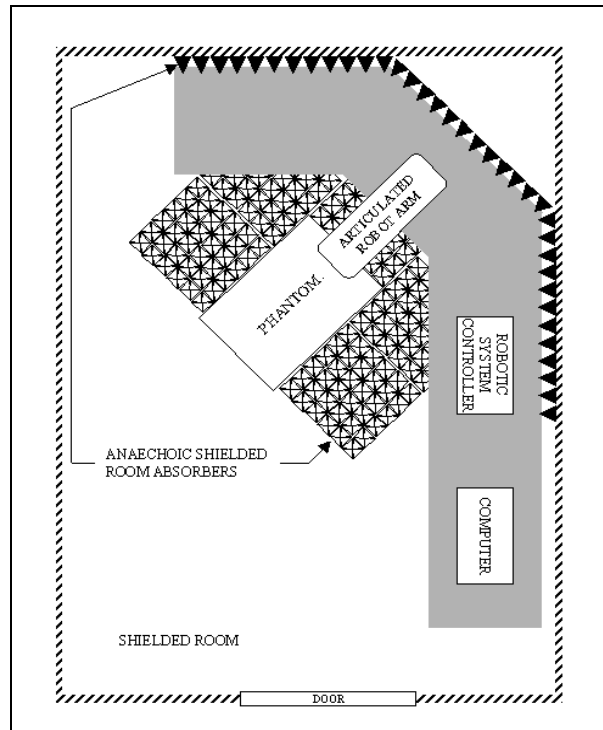 ARTICULATED
ROBOT ARM
PHANTOM.
ROBOTIC
SYSTEM
CONTROLLER
ANAECHOIC SHIELDED
ROOM ABSORBERS
COMPUTER
SHIELDED ROOM
DOOR